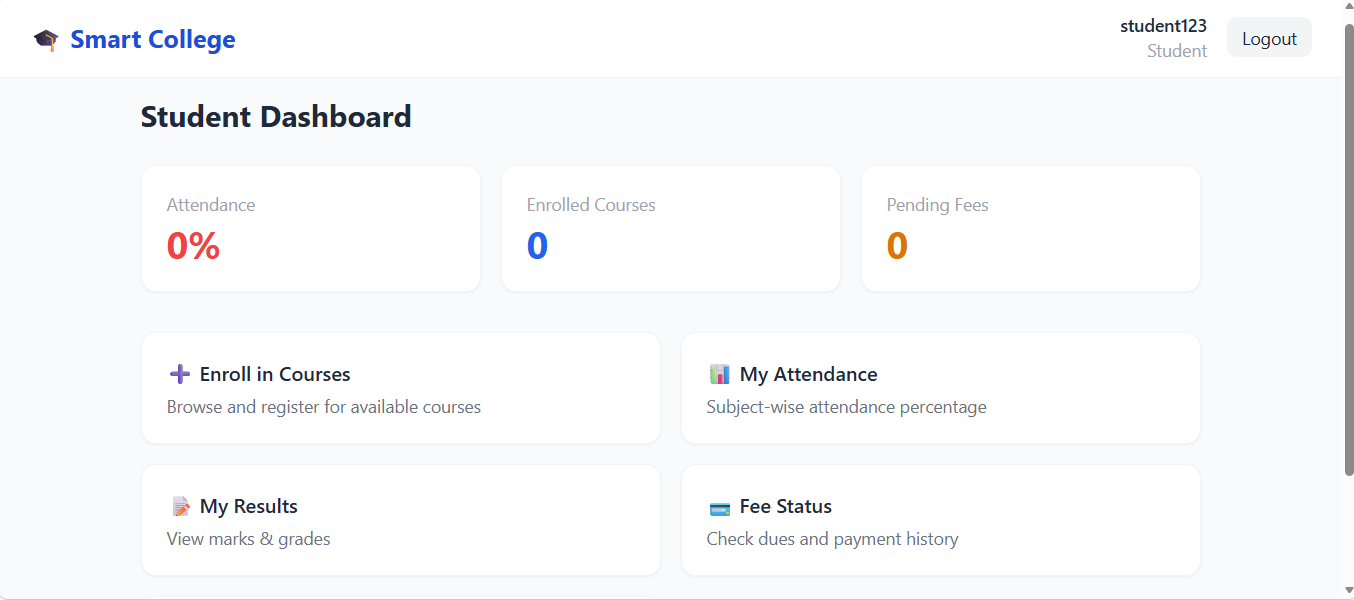 Smart College
student123
Student
Logout
Student Dashboard
Attendance
0%
Enrolled Courses
0
Pending Fees
0
Enroll in Courses
Browse and register for available courses
My Attendance
Subject-wise attendance percentage
My Results
View marks & grades
Fee Status
Check dues and payment history